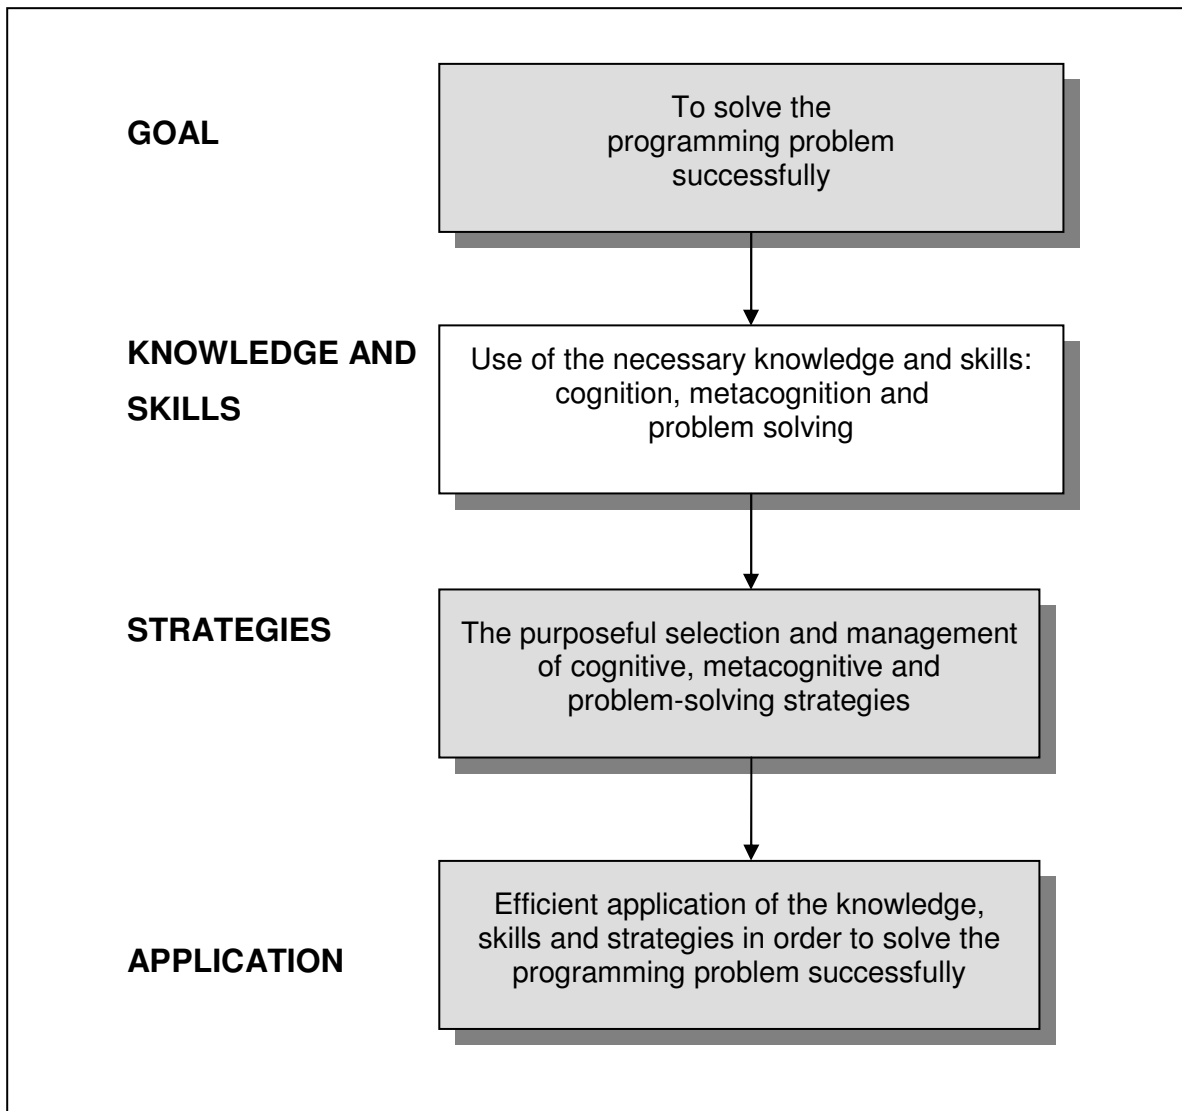 GOAL
To solve the
programming problem
successfully
KNOWLEDGE AND
SKILLS
Use of the necessary knowledge and skills:
cognition, metacognition and
problem solving
STRATEGIES
The purposeful selection and management
of cognitive, metacognitive and
problem-solving strategies
APPLICATION
Efficient application of the knowledge,
skills and strategies in order to solve the
programming problem successfully